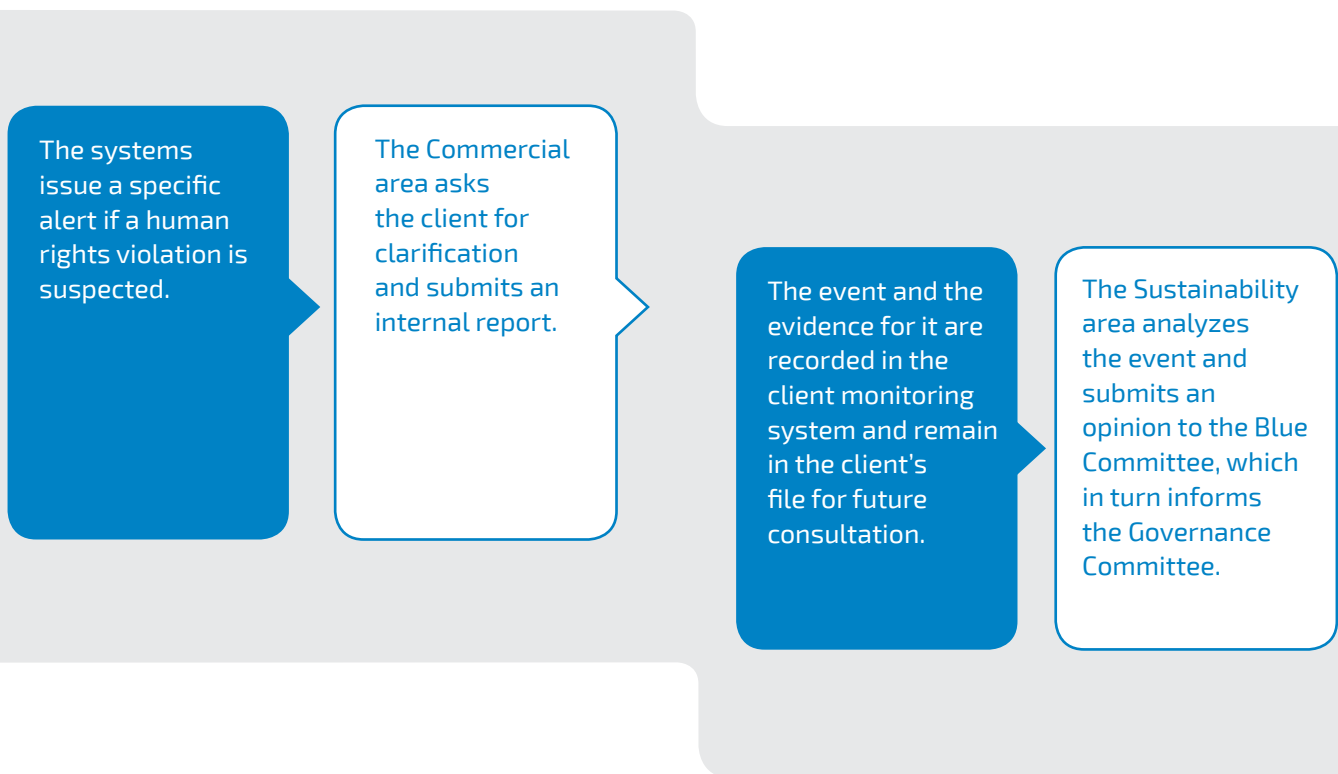 The systems
issue a specific
alert if a human
rights violation is
suspected.
The Commercial
area asks
the client for
clarification
and submits an
internal report.
The event and the
evidence for it are
recorded in the
client monitoring
system and remain
in the client's
file for future
consultation.
The Sustainability
area analyzes
the event and
submits an
opinion to the Blue
Committee, which
in turn informs
the Governance
Committee.